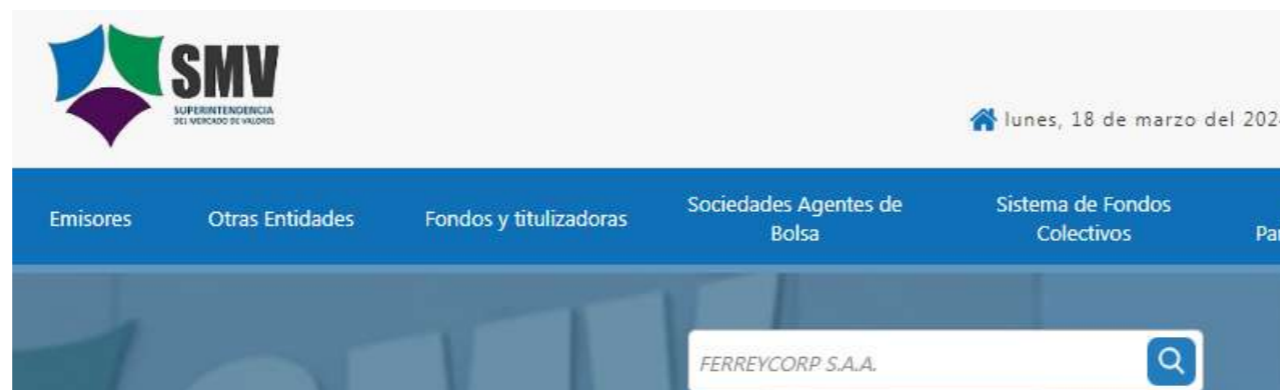 SMV
SUPERINTENDENCIA
DEL MERCADO DE VALORES
lunes, 18 de marzo del 202
Emisores
Otras Entidades
Fondos y titulizadoras
Sociedades Agentes de
Bolsa
Sistema de Fondos
Colectivos
FERREYCORP S.A.A.